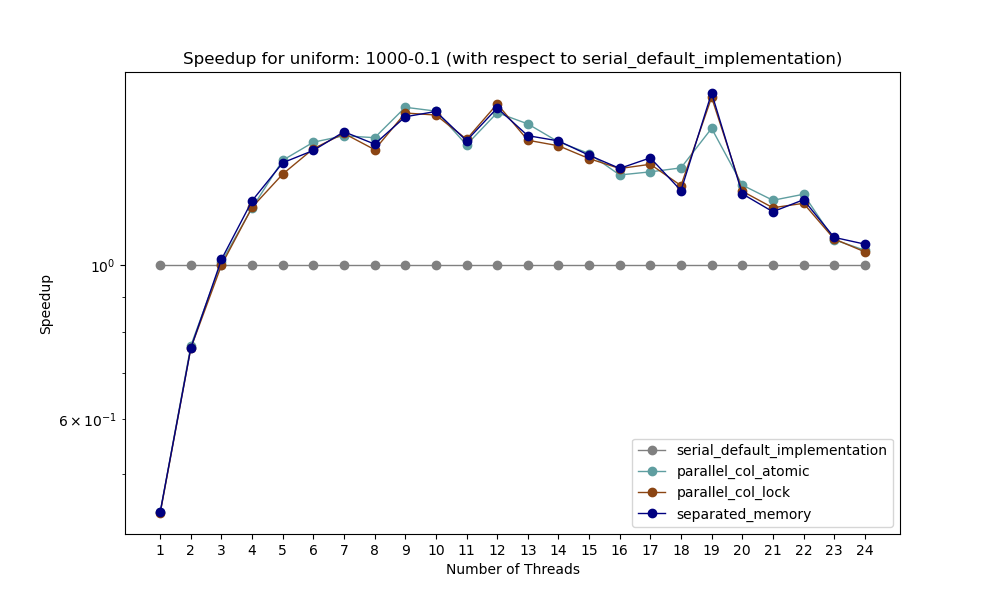 Speedup for uniform: 1000-0.1 (with respect to serial_default_implementation)
Speedup
10⁰
6 × 10⁻¹
serial_default_implementation
parallel_col_atomic
parallel_col_lock
separated_memory
1 2 3 4 5 6 7 8 9 10 11 12 13 14 15 16 17 18 19 20 21 22 23 24
Number of Threads